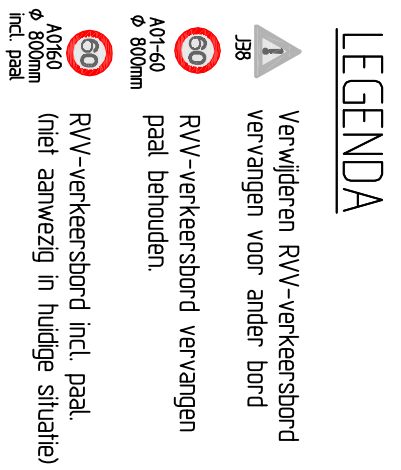 LEGENDA
J38
Verwijderen RVV-verkeersbord
vervangen voor ander bord
60
A01-60
Ø 800mm
RVV-verkeersbord vervangen
paal behouden.
60
A0160
Ø 800mm
incl. paal
RVV-verkeersbord incl. paal.
(niet aanwezig in huidige situatie)